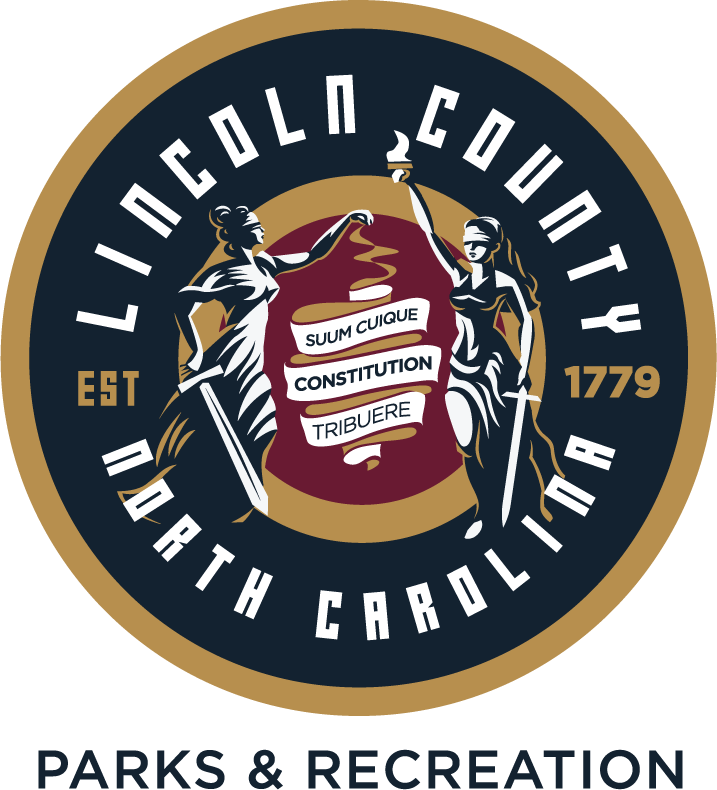 LINCOLN COUNTY
EST
1779
SUUM CUIQUE
CONSTITUTION
TRIBUERE
NORTH CAROLINA
PARKS & RECREATION